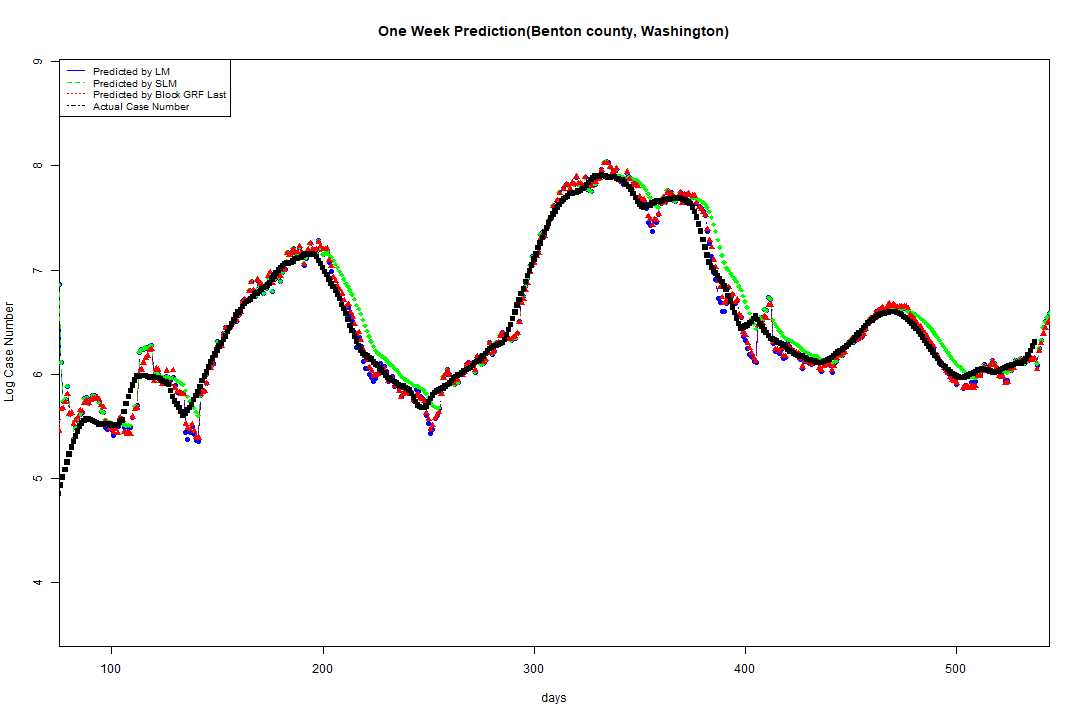 One Week Prediction(Benton county, Washington)
Predicted by LM
Predicted by SLM
Predicted by Block GRF Last
Actual Case Number
Log Case Number
9
8
7
6
5
4
100 200 300 400 500
days